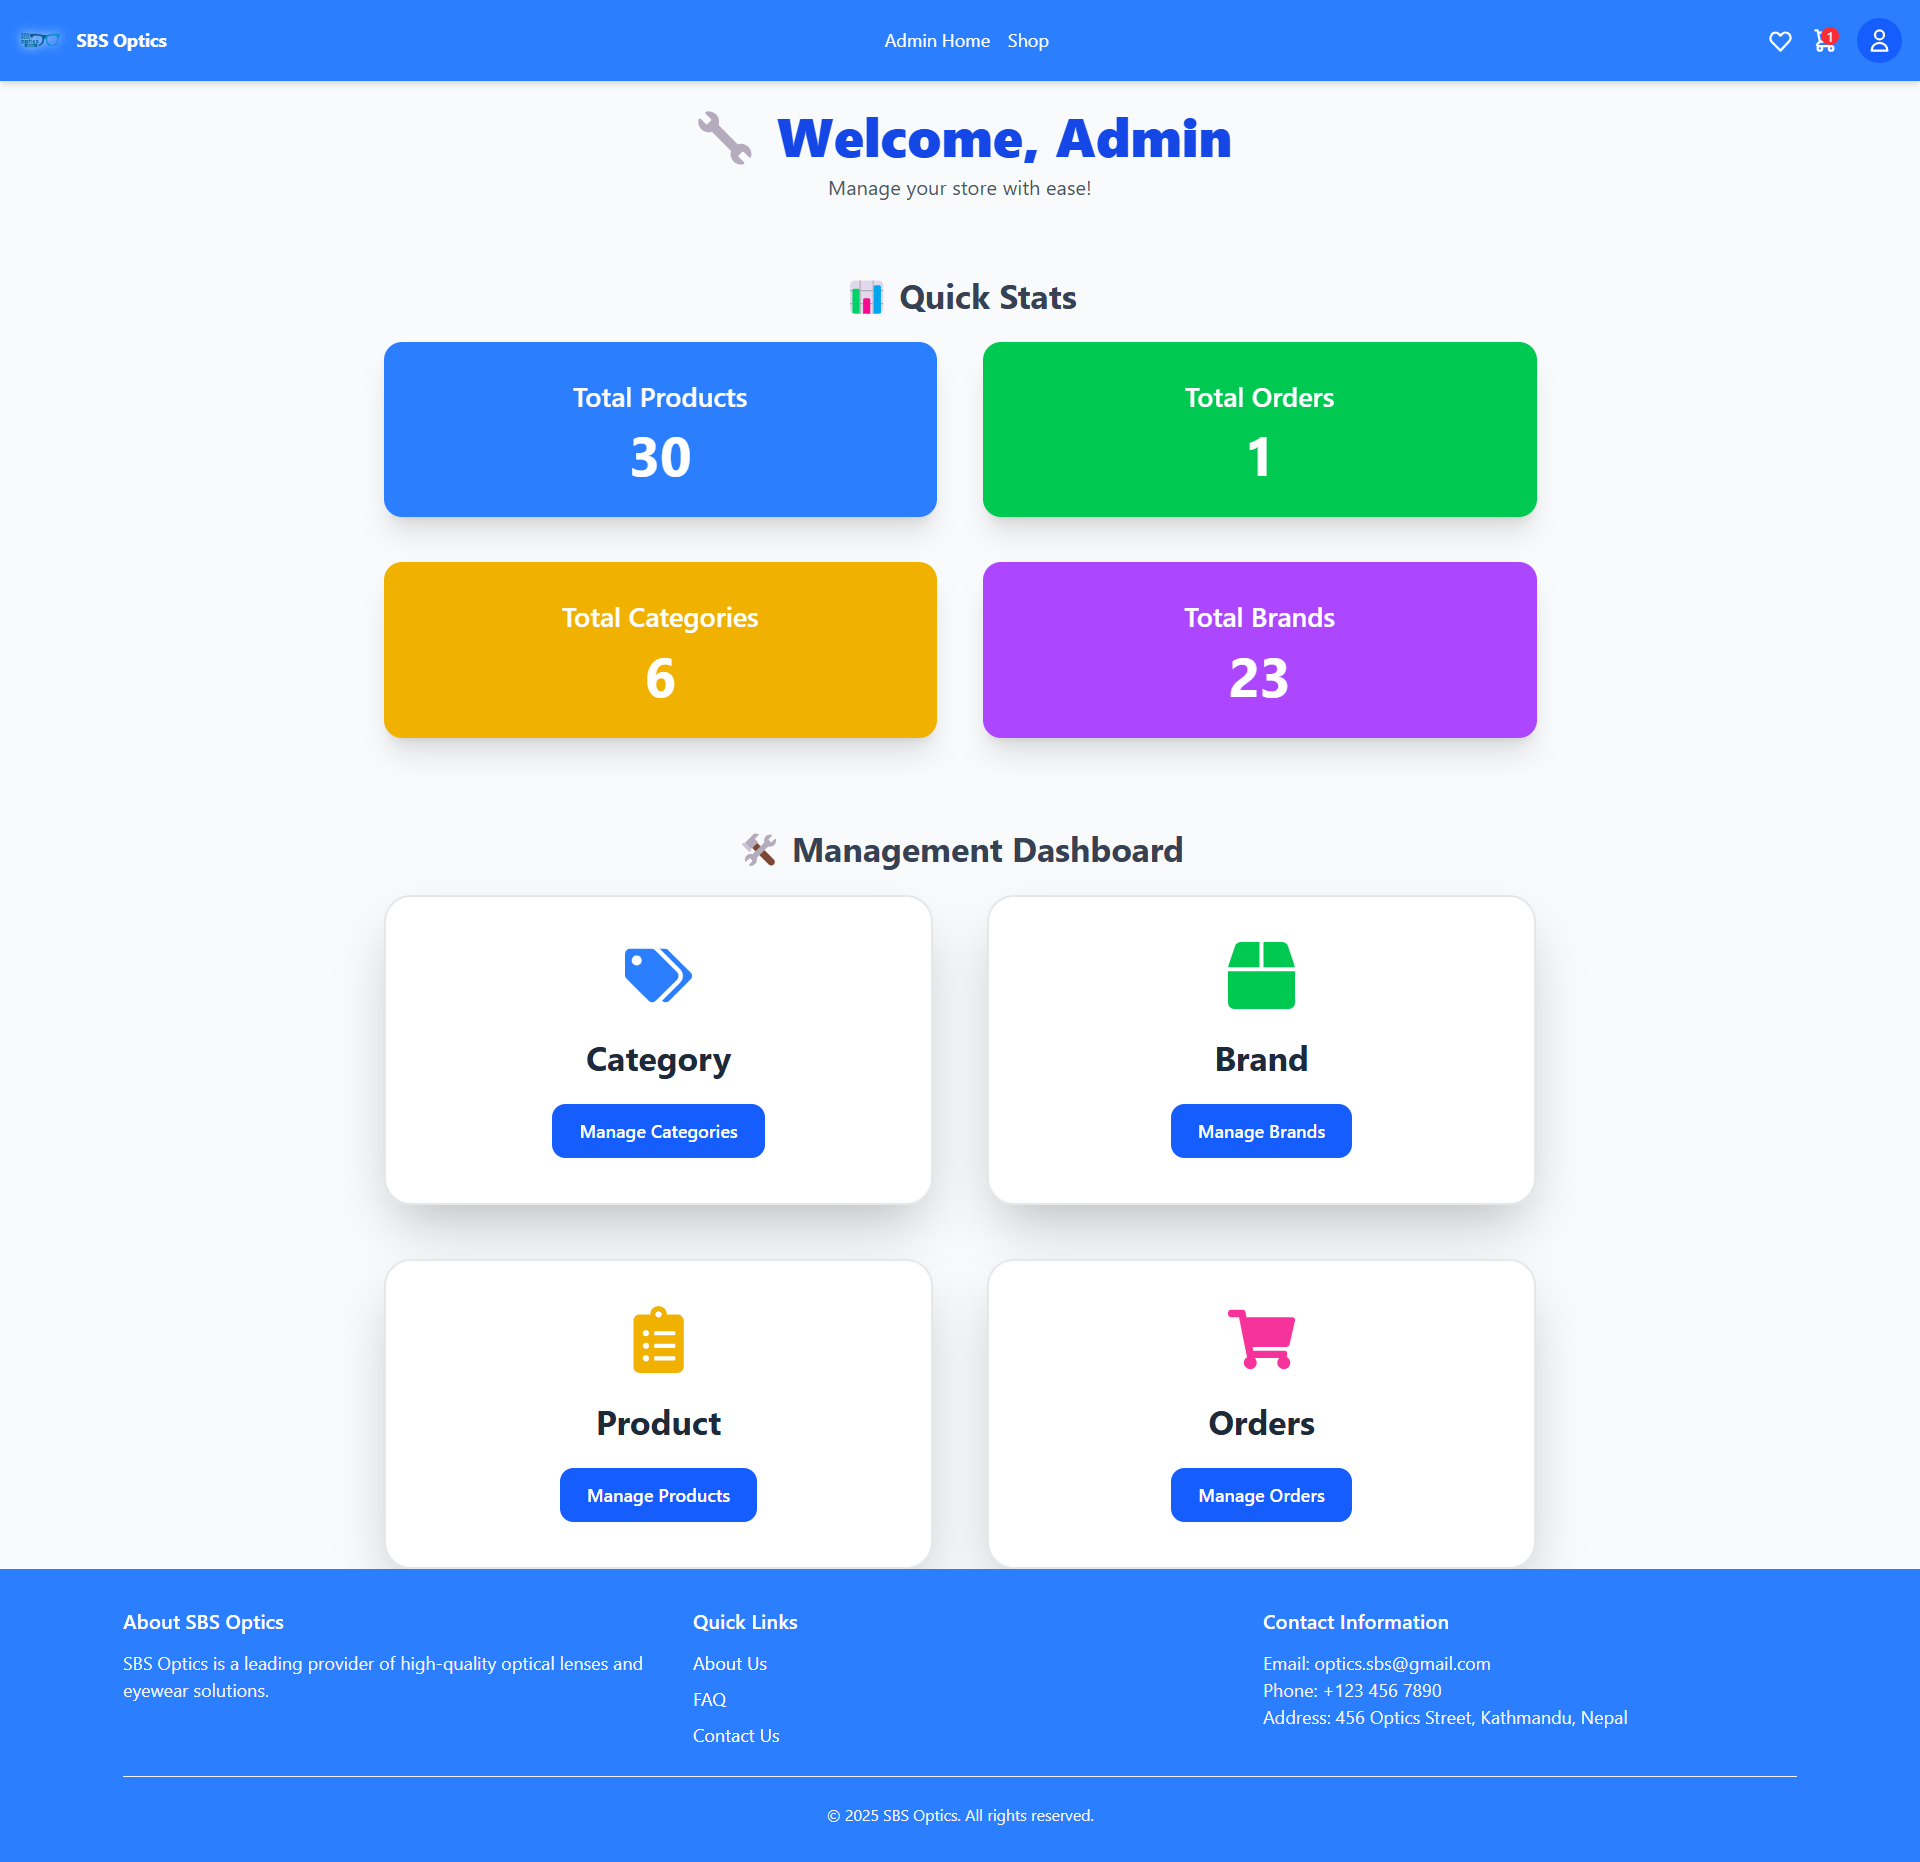 SBS Optics
Admin Home Shop
1
Welcome, Admin
Manage your store with ease!
Quick Stats
Total Products
30
Total Orders
1
Total Categories
6
Total Brands
23
Management Dashboard
Category
Manage Categories
Brand
Manage Brands
Product
Manage Products
Orders
Manage Orders
About SBS Optics
SBS Optics is a leading provider of high-quality optical lenses and
eyewear solutions.
Quick Links
About Us
FAQ
Contact Us
Contact Information
Email: optics.sbs@gmail.com
Phone: +123 456 7890
Address: 456 Optics Street, Kathmandu, Nepal
© 2025 SBS Optics. All rights reserved.